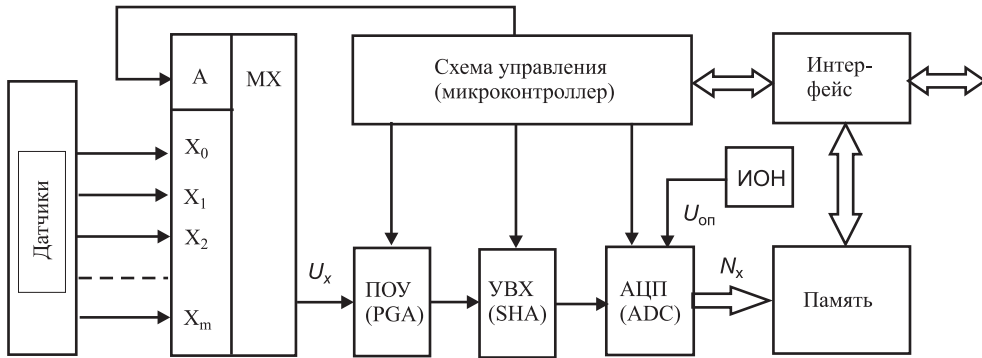 A
MX
Схема управления
(микроконтроллер)
Интер-
фейс
Датчики
X₀
X₁
X₂
Xₘ
ИОН
Uоп
Uₓ
ПОУ
(PGA)
УВХ
(SHA)
АЦП
(ADC)
Nₓ
Память